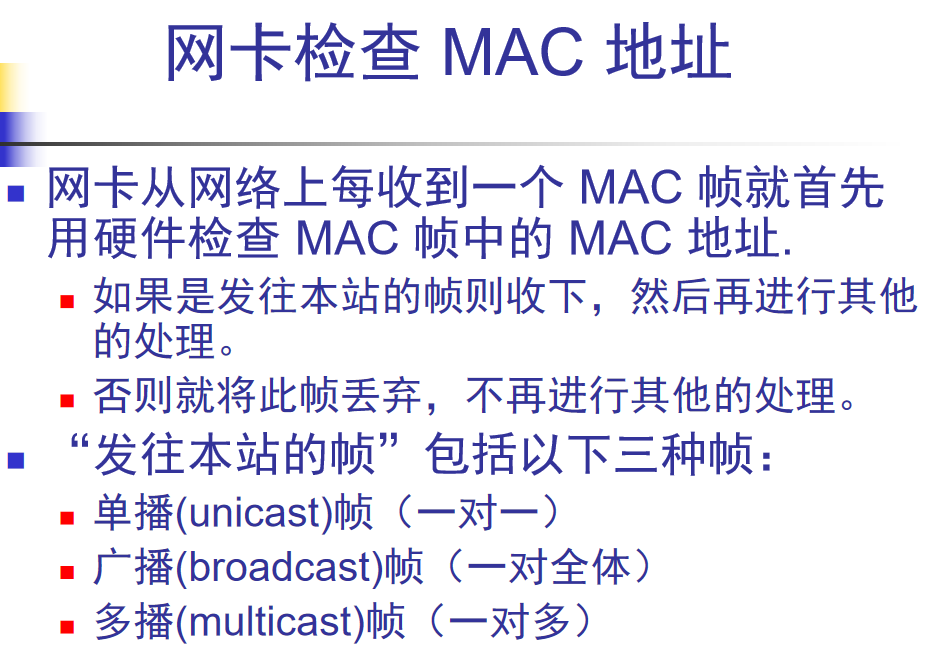 网卡检查 MAC 地址
网卡从网络上每收到一个 MAC 帧就首先
用硬件检查 MAC 帧中的 MAC 地址.
如果是发往本站的帧则收下，然后再进行其他
的处理。
否则就将此帧丢弃，不再进行其他的处理。
“发往本站的帧”包括以下三种帧：
单播(unicast)帧（一对一）
广播(broadcast)帧（一对全体）
多播(multicast)帧（一对多）